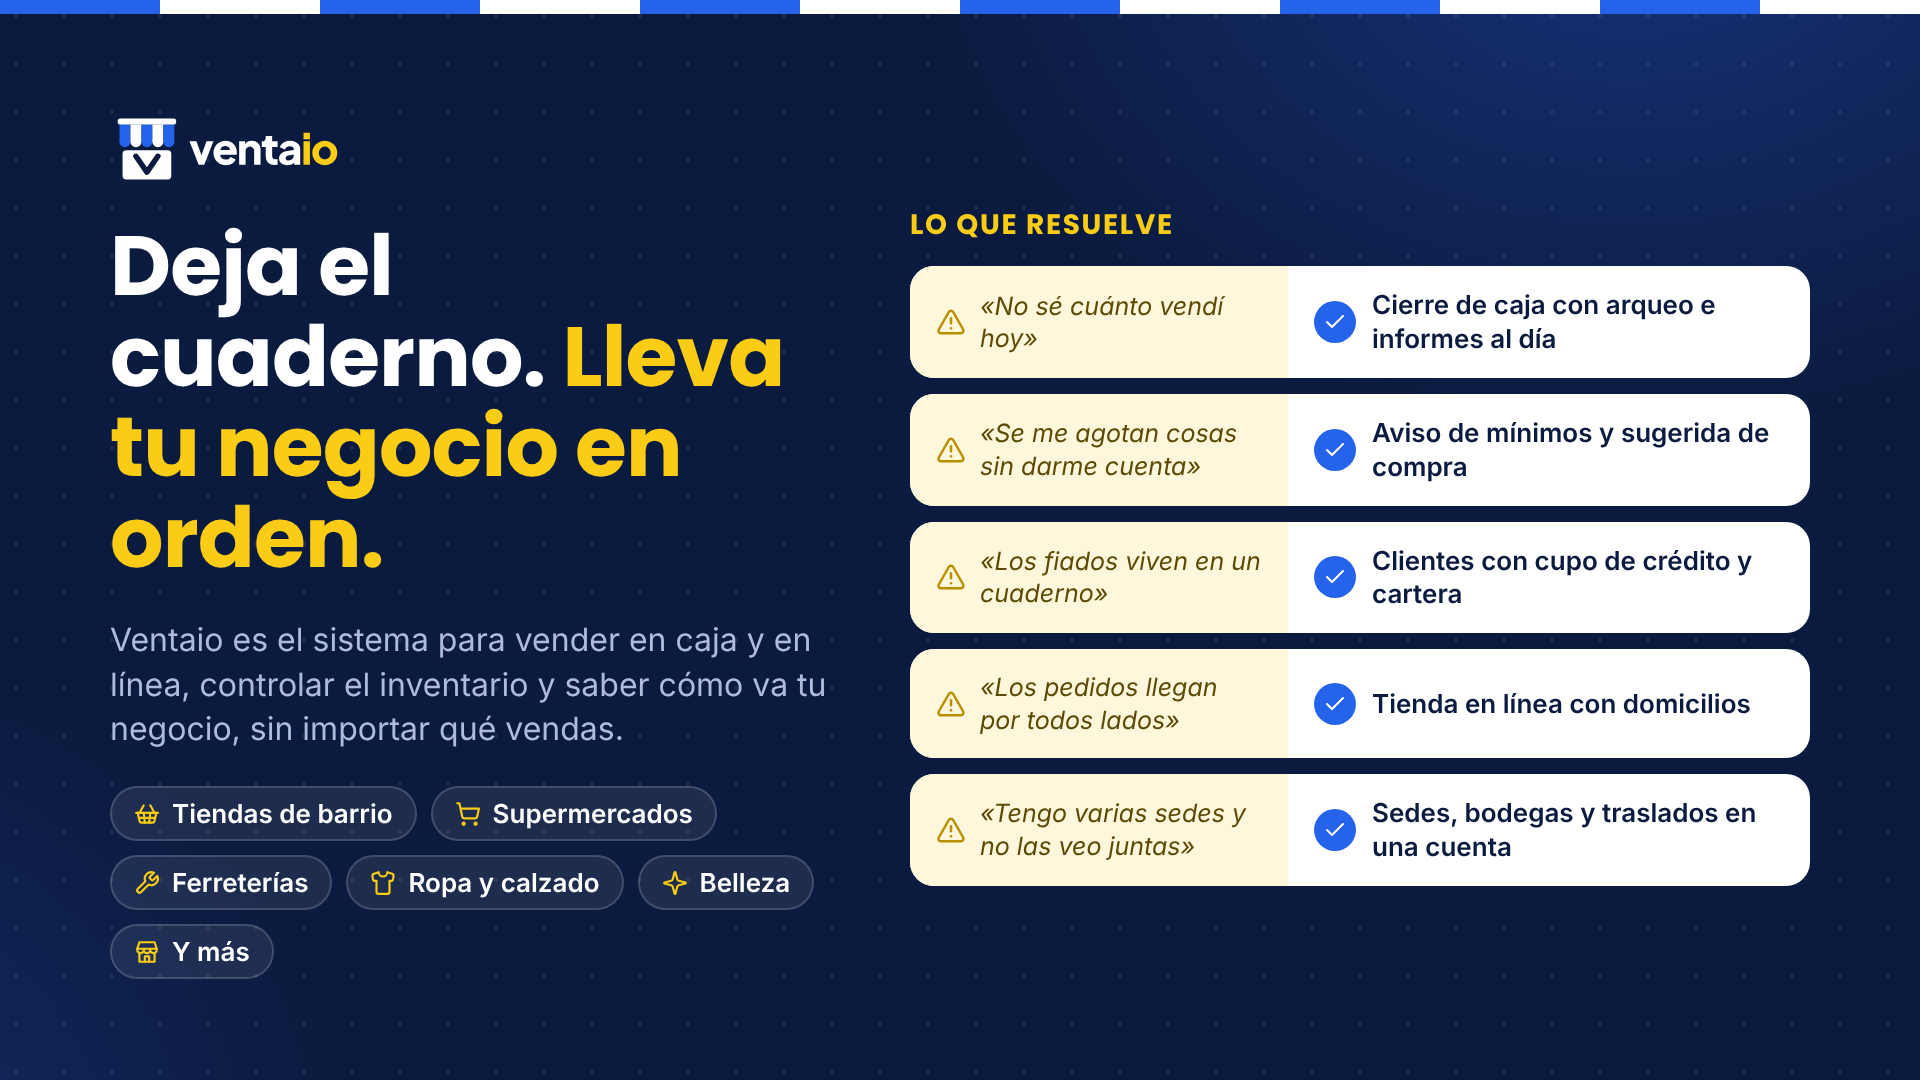 ventaio
Deja el
cuaderno. Lleva
tu negocio en
orden.
Ventaio es el sistema para vender en caja y en
línea, controlar el inventario y saber cómo va tu
negocio, sin importar qué vendas.
Tiendas de barrio
Supermercados
Ferreterías
Ropa y calzado
Belleza
Y más
LO QUE RESUELVE
«No sé cuánto vendí
hoy»
Cierre de caja con arqueo e
informes al día
«Se me agotan cosas
sin darme cuenta»
Aviso de mínimos y sugerida de
compra
«Los fiados viven en un
cuaderno»
Clientes con cupo de crédito y
cartera
«Los pedidos llegan
por todos lados»
Tienda en línea con domicilios
«Tengo varias sedes y
no las veo juntas»
Sedes, bodegas y traslados en
una cuenta